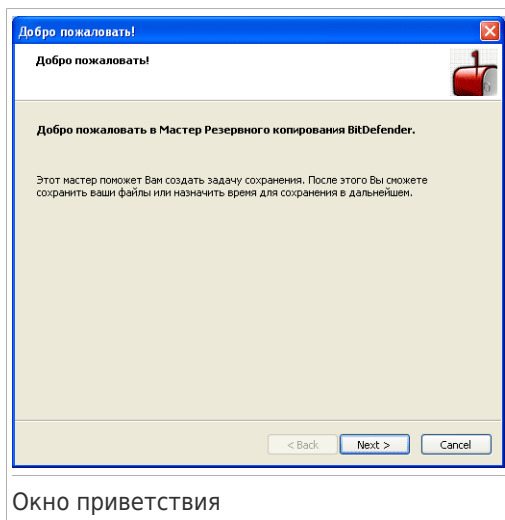 Добро пожаловать!
Добро пожаловать!
Добро пожаловать в Мастер Резервного копирования BitDefender.
Этот мастер поможет Вам создать задачу сохранения. После этого Вы сможете
сохранить ваши файлы или назначить время для сохранения в дальнейшем.
< Back Next > Cancel
Окно приветствия